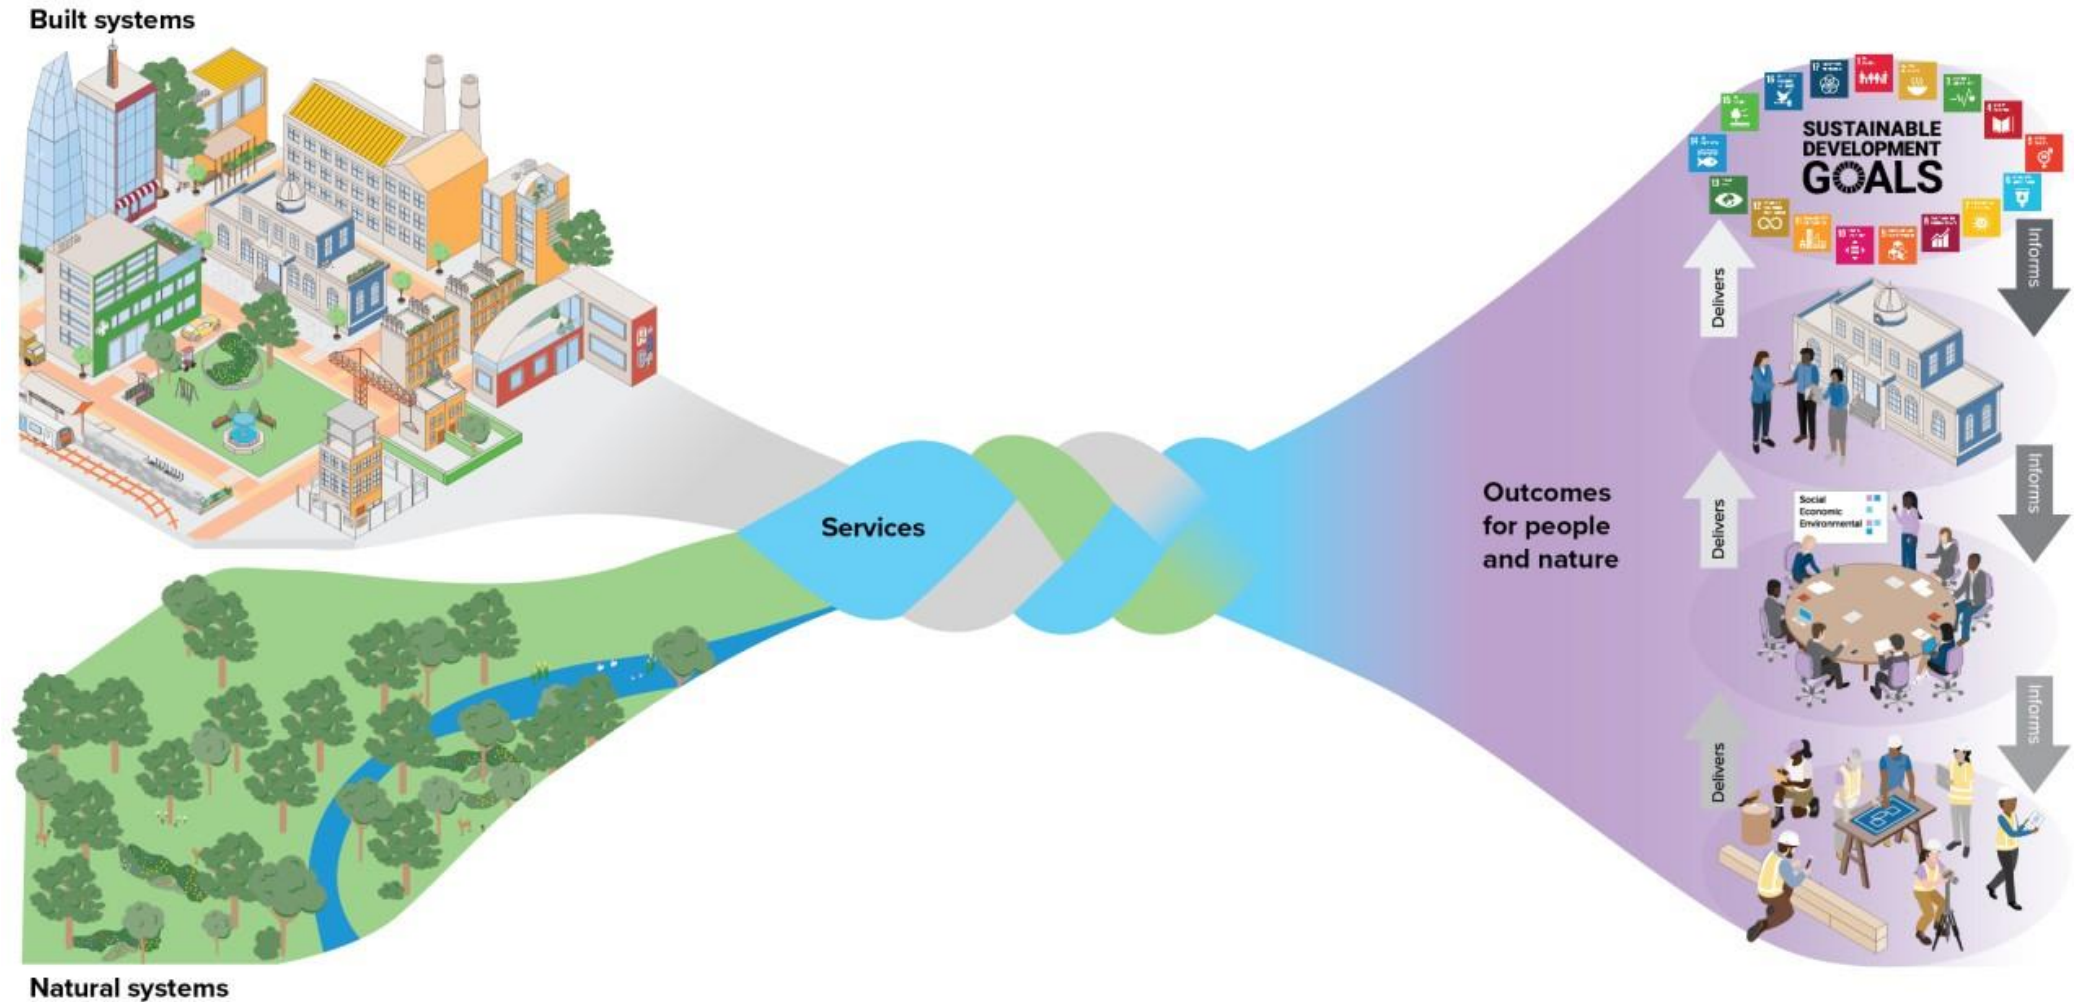 Built systems
SUSTAINABLE
DEVELOPMENT
GOALS
Delivers
Informs
Services
Outcomes
for people
and nature
Delivers
Informs
Social
Economic
Environmental
Delivers
Informs
Natural systems